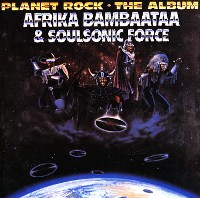 PLANET ROCK - THE ALBUM
AFRIKA BAMBAATAA
& SOULSONIC FORCE